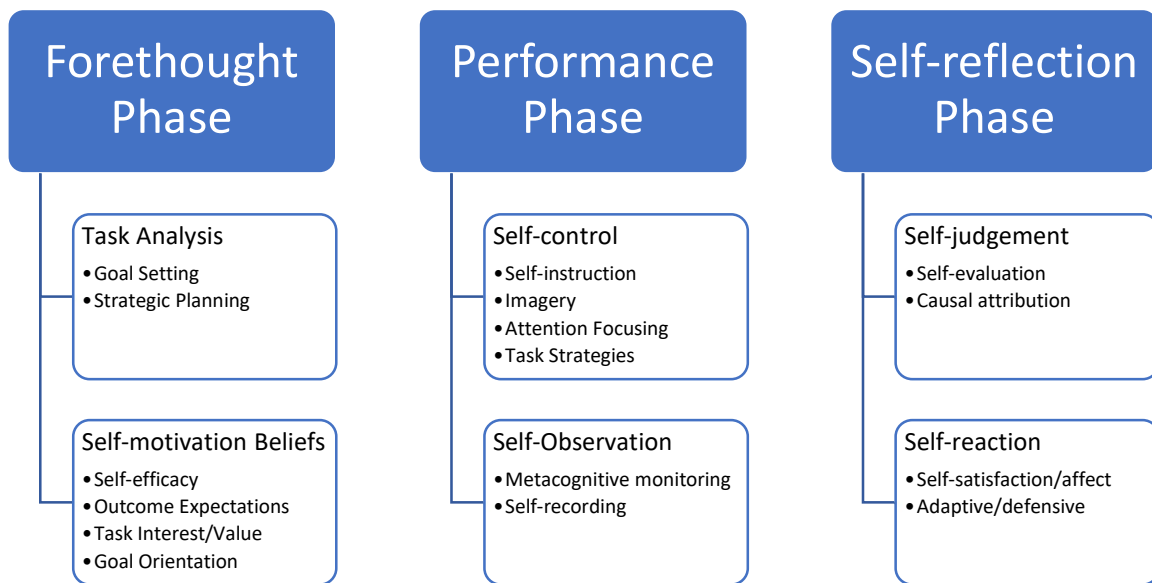 Forethought
Phase
Task Analysis
•Goal Setting
•Strategic Planning
Self-motivation Beliefs
•Self-efficacy
•Outcome Expectations
•Task Interest/Value
•Goal Orientation
Performance
Phase
Self-control
•Self-instruction
•Imagery
•Attention Focusing
•Task Strategies
Self-Observation
•Metacognitive monitoring
•Self-recording
Self-reflection
Phase
Self-judgement
•Self-evaluation
•Causal attribution
Self-reaction
•Self-satisfaction/affect
•Adaptive/defensive